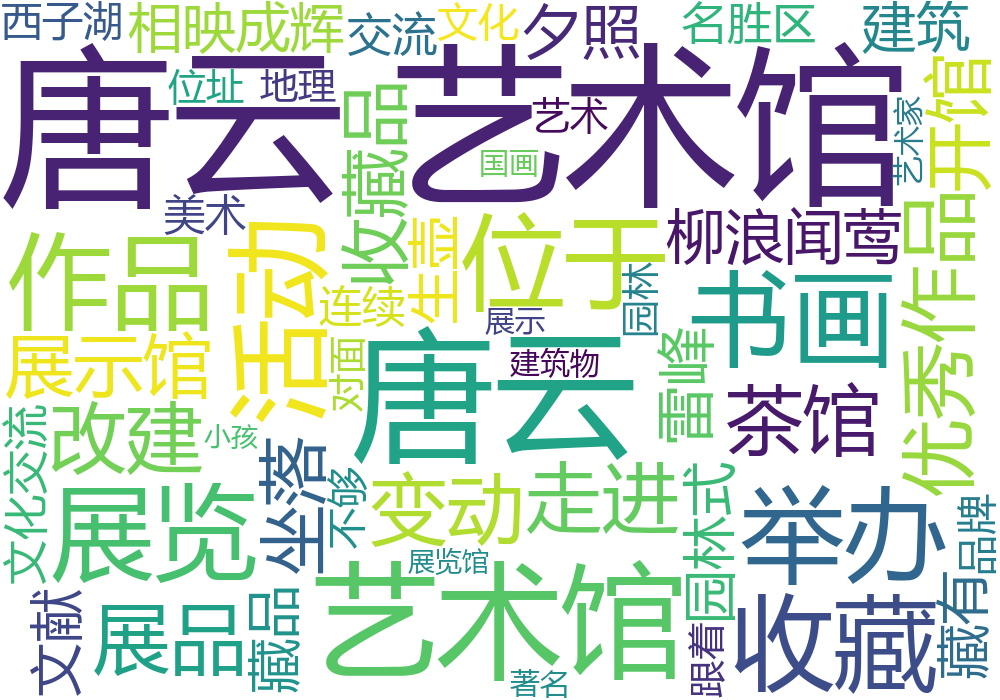 西子湖
相映成辉
交流
文化
夕照
名胜区
建筑
唐云艺术馆
位址
地理
收藏品
艺术
国画
艺术家
开馆
美术
作品
活动
生涯
位于
柳浪闻莺
优秀作品
连续
展示
园林
书画
展示馆
对面
唐云
建筑物
雷峰
茶馆
文化交流
改建
小孩
坐落
不够
变动
走进
园林式
展览
展览馆
举办
藏有
品牌
文献
展品
藏品
艺术馆
著名
跟着
收藏